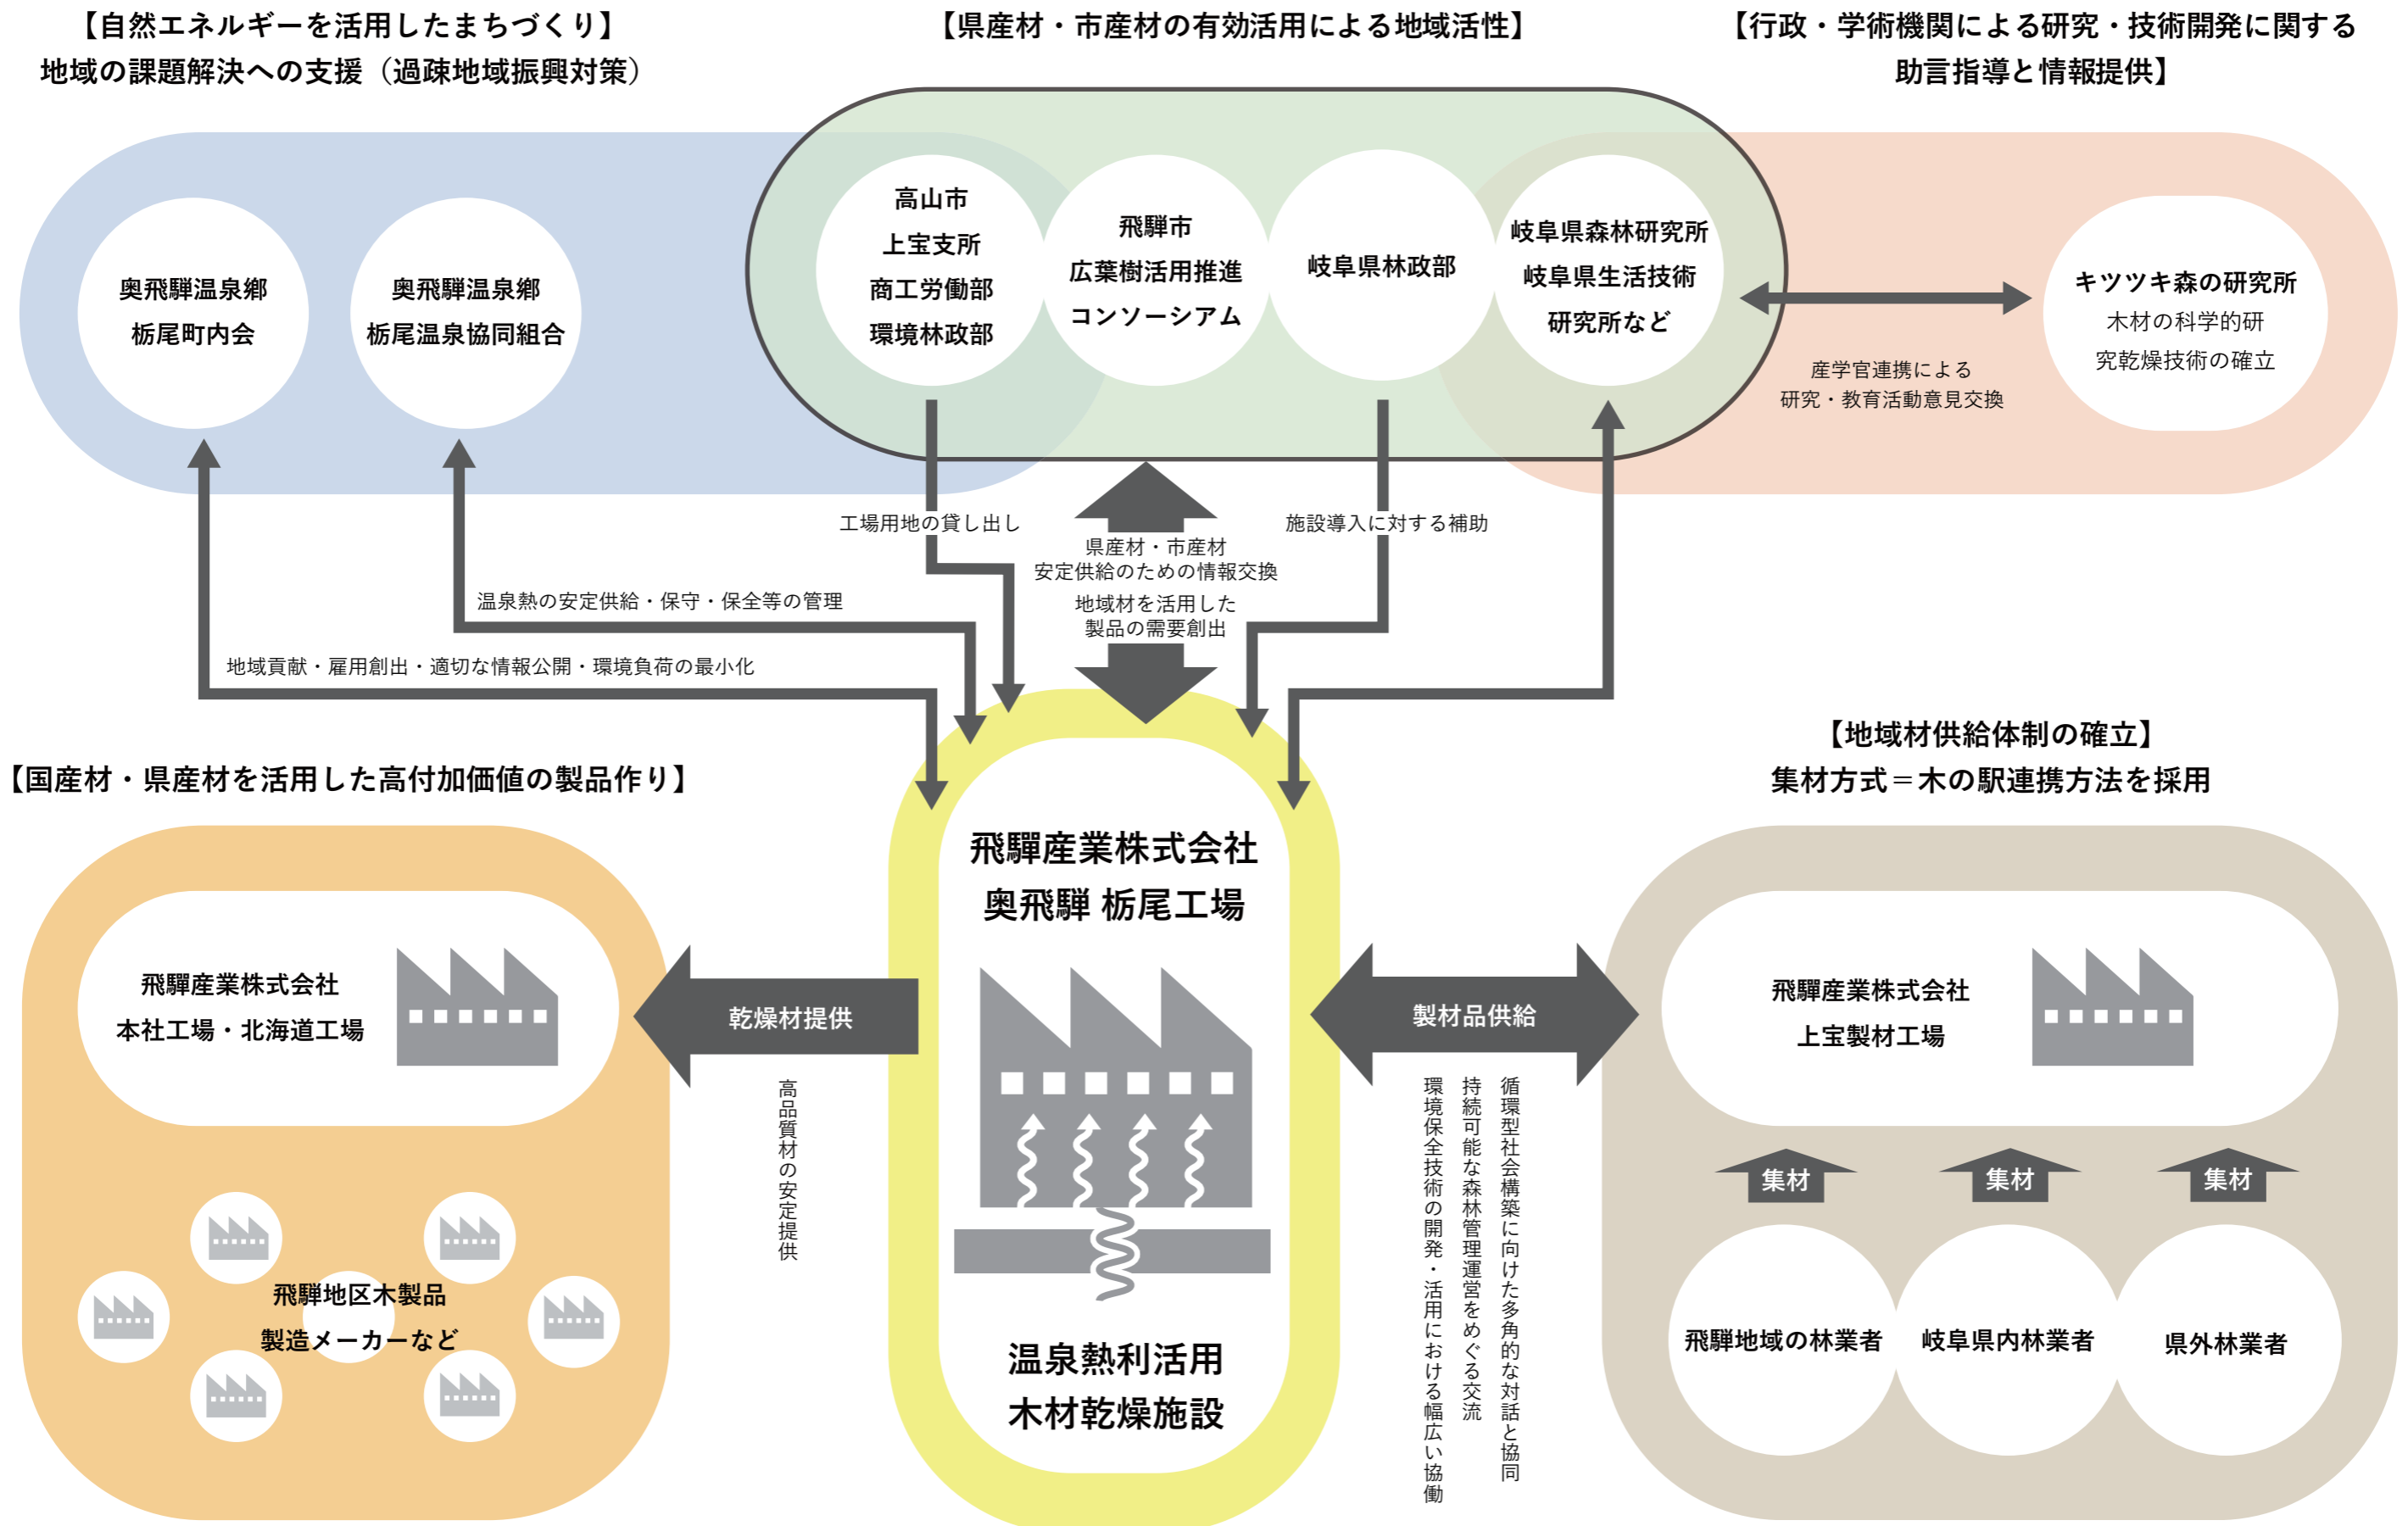 【自然エネルギーを活用したまちづくり】
地域の課題解決への支援（過疎地域振興対策）
【県産材・市産材の有効活用による地域活性】
【行政・学術機関による研究・技術開発に関する
助言指導と情報提供】
奥飛騨温泉郷
栃尾町内会
奥飛騨温泉郷
栃尾温泉協同組合
高山市
上宝支所
商工労働部
環境林政部
飛騨市
広葉樹活用推進
コンソーシアム
岐阜県林政部
岐阜県森林研究所
岐阜県生活技術
研究所など
産学官連携による
研究・教育活動意見交換
キツツキ森の研究所
木材の科学的研
究乾燥技術の確立
工場用地の貸し出し
県産材・市産材
安定供給のための情報交換
地域材を活用した
製品の需要創出
施設導入に対する補助
温泉熱の安定供給・保守・保全等の管理
地域貢献・雇用創出・適切な情報公開・環境負荷の最小化
【国産材・県産材を活用した高付加価値の製品作り】
飛驒産業株式会社
本社工場・北海道工場
飛騨地区木製品
製造メーカーなど
乾燥材提供
高品質材の安定提供
飛驒産業株式会社
奥飛騨 栃尾工場
温泉熱利活用
木材乾燥施設
製材品供給
循環型社会構築に向けた多角的な対話と協同
持続可能な森林管理運営をめぐる交流
環境保全技術の開発・活用における幅広い協働
【地域材供給体制の確立】
集材方式＝木の駅連携方法を採用
飛驒産業株式会社
上宝製材工場
集材
集材
集材
飛騨地域の林業者
岐阜県内林業者
県外林業者